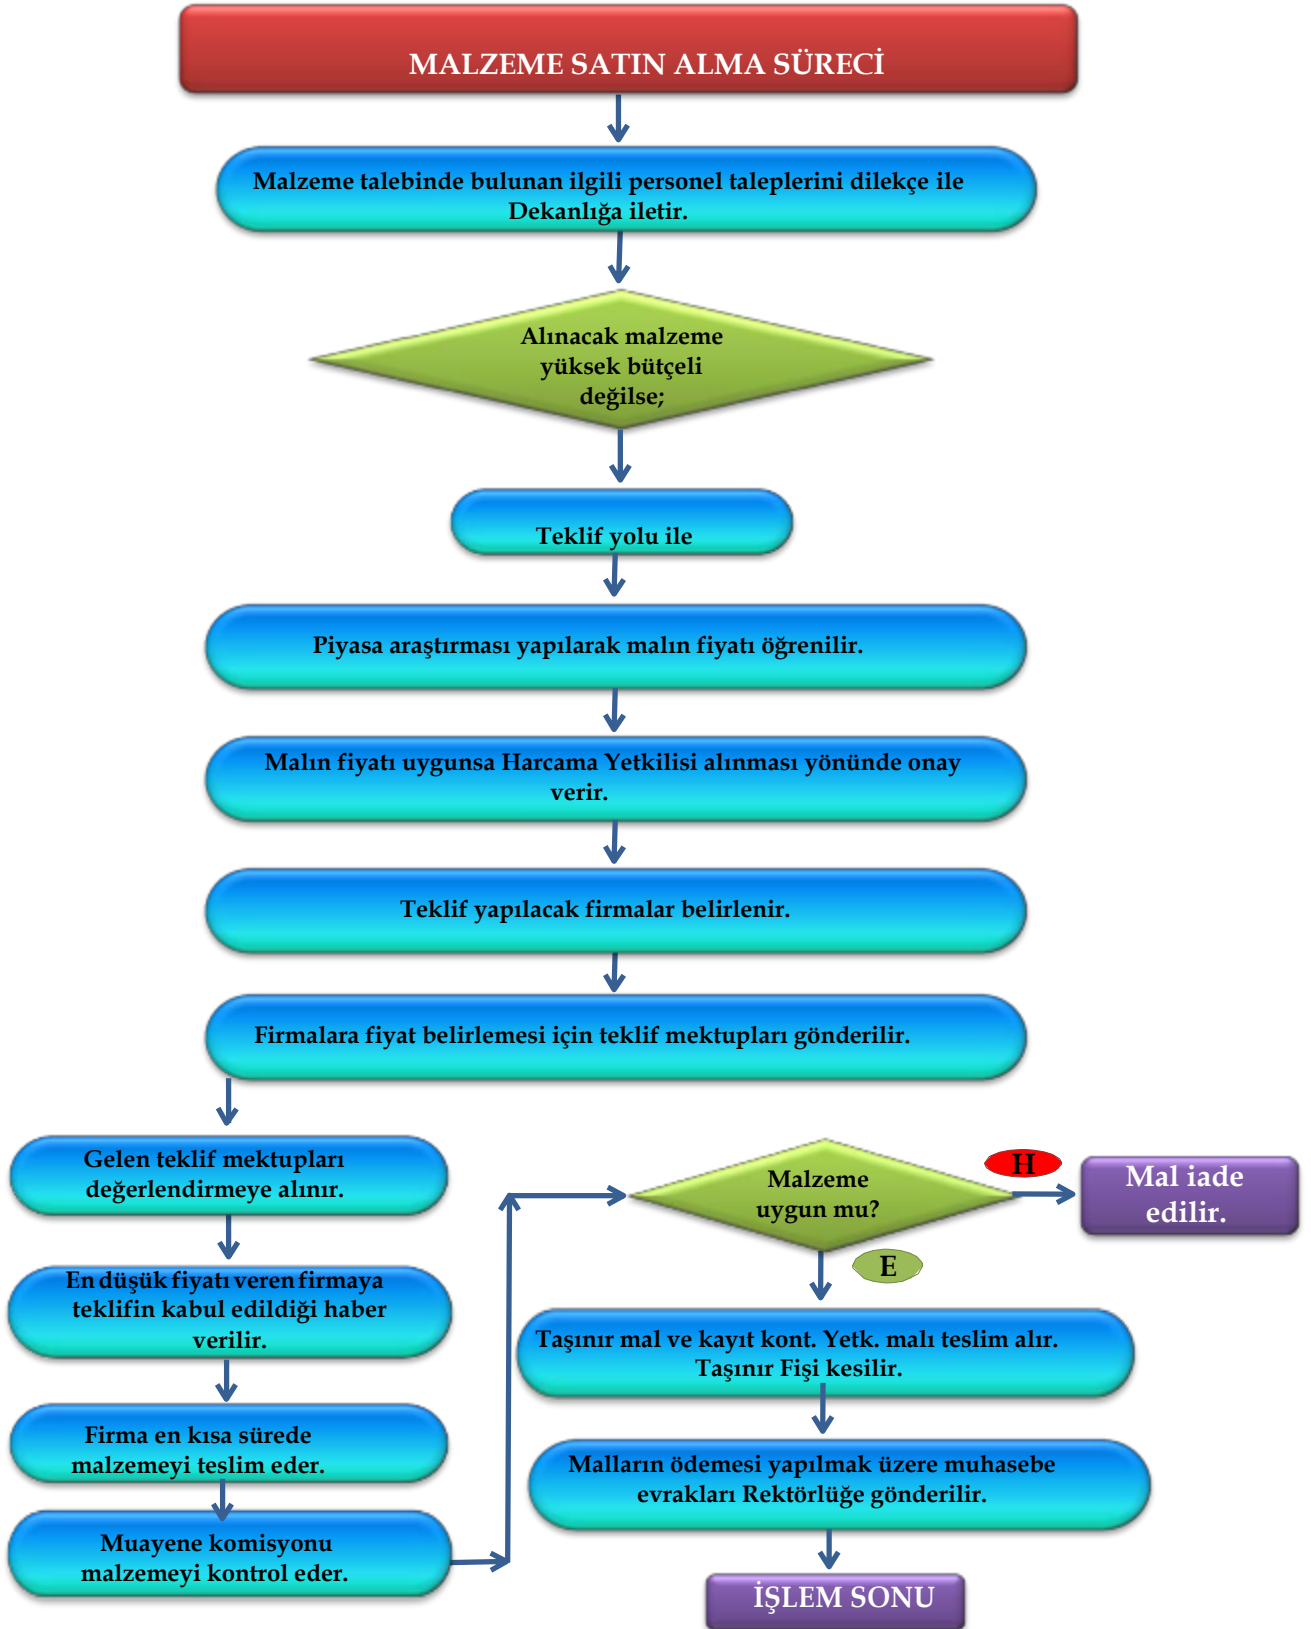 MALZEME SATIN ALMA SÜRECİ
Malzeme talebinde bulunan ilgili personel taleplerini dilekçe ile
Dekanlığa iletir.
Alınacak malzeme
yüksek bütçeli
değilse;
Teklif yolu ile
Piyasa araştırması yapılarak malın fiyatı öğrenilir.
Malın fiyatı uygunsa Harcama Yetkilisi alınması yönünde onay
verir.
Teklif yapılacak firmalar belirlenir.
Firmalara fiyat belirlemesi için teklif mektupları gönderilir.
Gelen teklif mektupları
değerlendirmeye alınır.
En düşük fiyatı veren firmaya
teklifin kabul edildiği haber
verilir.
Firma en kısa sürede
malzemeyi teslim eder.
Muayene komisyonu
malzemeyi kontrol eder.
Malzeme
uygun mu?
H
Mal iade
edilir.
E
Taşınır mal ve kayıt kont. Yetk. malı teslim alır.
Taşınır Fişi kesilir.
Malların ödemesi yapılmak üzere muhasebe
evrakları Rektörlüğe gönderilir.
İŞLEM SONU